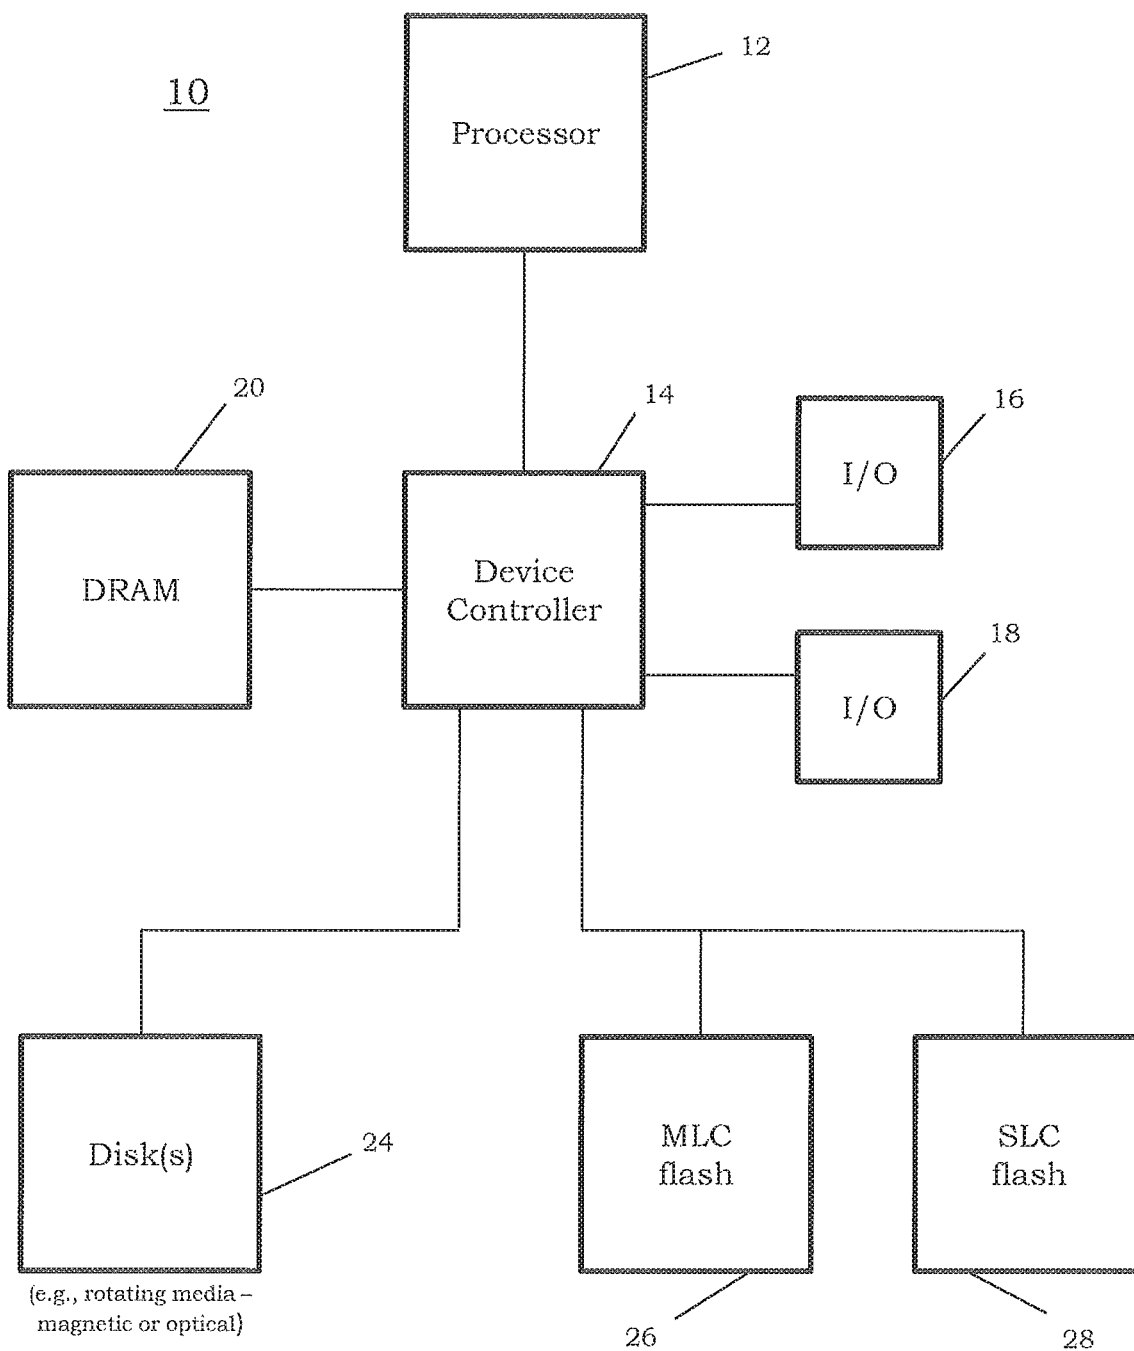 12
10
Processor
20
14
16
I/O
DRAM
Device
Controller
18
I/O
Disk(s)
24
MLC
flash
SLC
flash
(e.g., rotating media –
magnetic or optical)
26
28